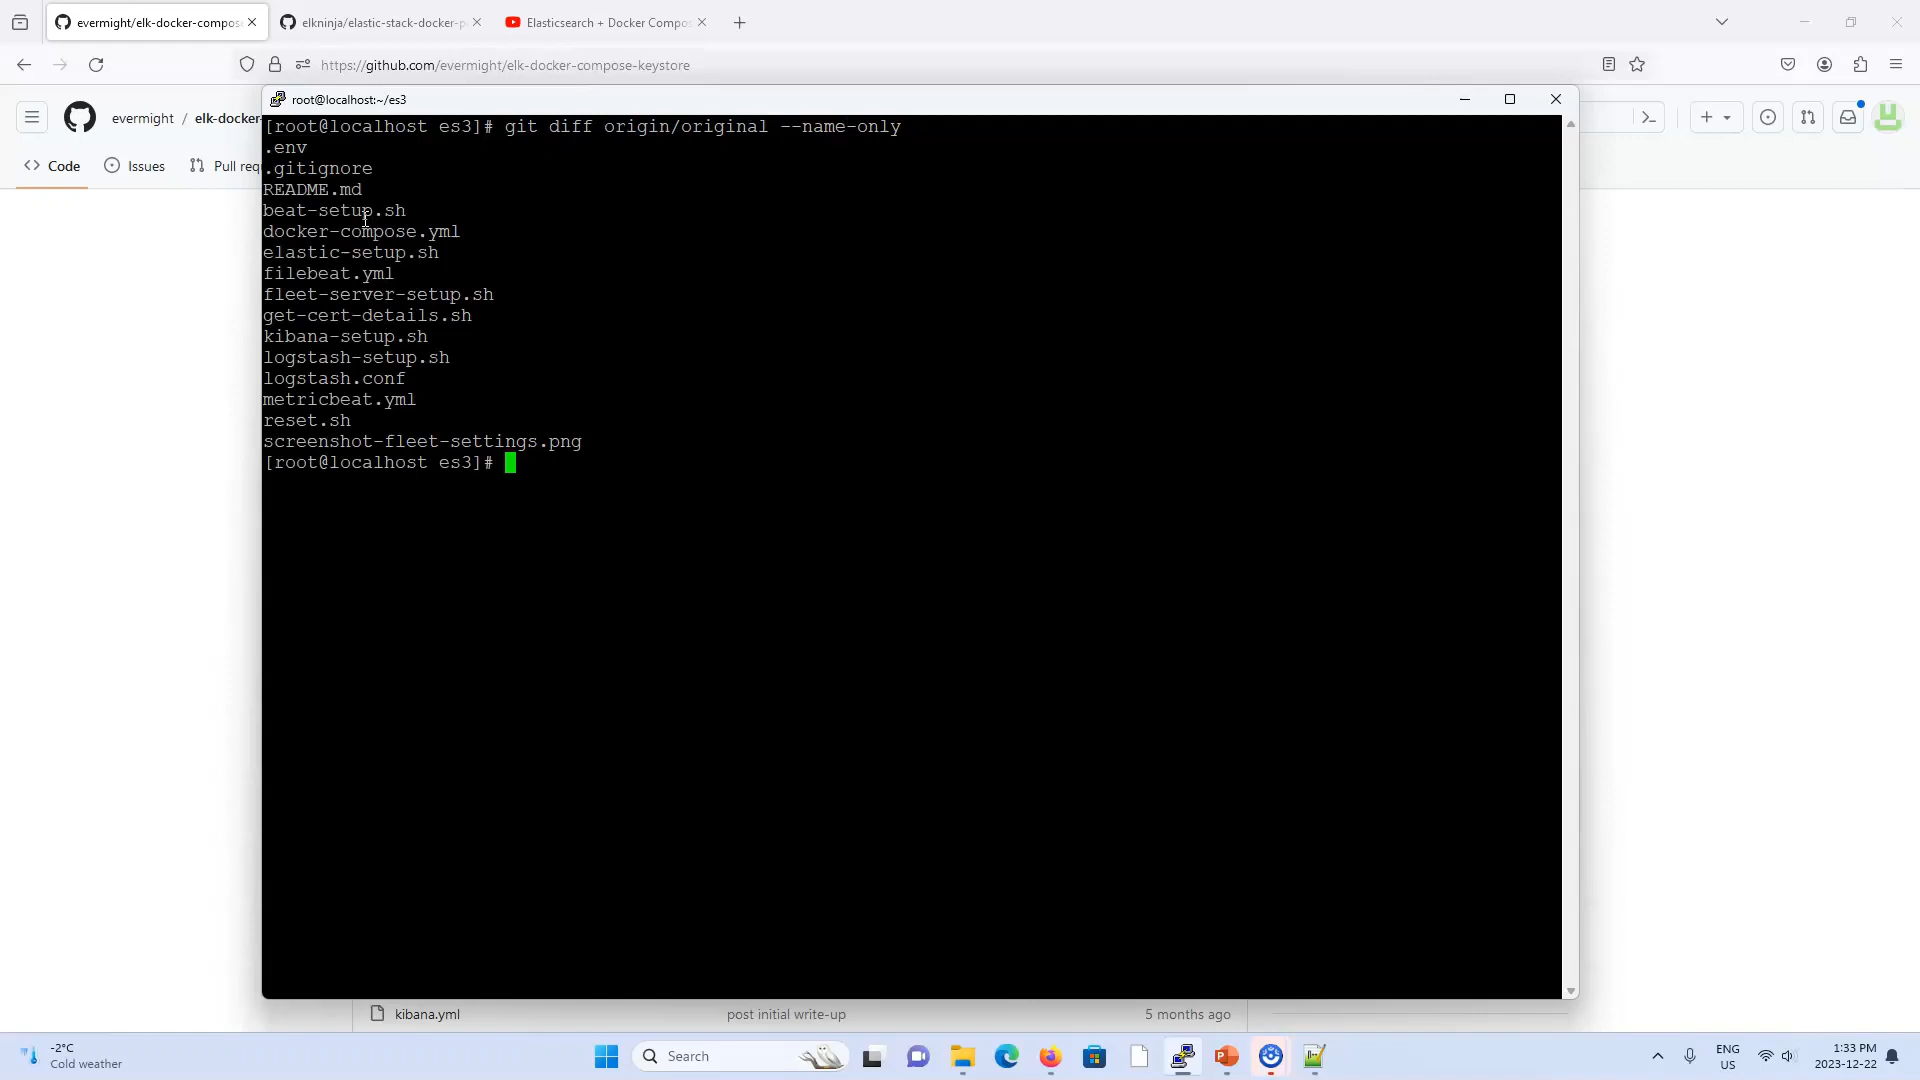 evermight/elk-docker-compos
elkninja/elastic-stack-docker-p
Elasticsearch + Docker Compos
https://github.com/evermight/elk-docker-compose-keystore
root@localhost:~/es3
evermight / elk-docker-
Code
Issues
Pull req
[root@localhost es3]# git diff origin/original --name-only
.env
.gitignore
README.md
beat-setup.sh
docker-compose.yml
elastic-setup.sh
filebeat.yml
fleet-server-setup.sh
get-cert-details.sh
kibana-setup.sh
logstash-setup.sh
logstash.conf
metricbeat.yml
reset.sh
screenshot-fleet-settings.png
[root@localhost es3]#
kibana.yml post initial write-up 5 months ago
-2°C
Cold weather
Search
ENG
US
1:33 PM
2023-12-22